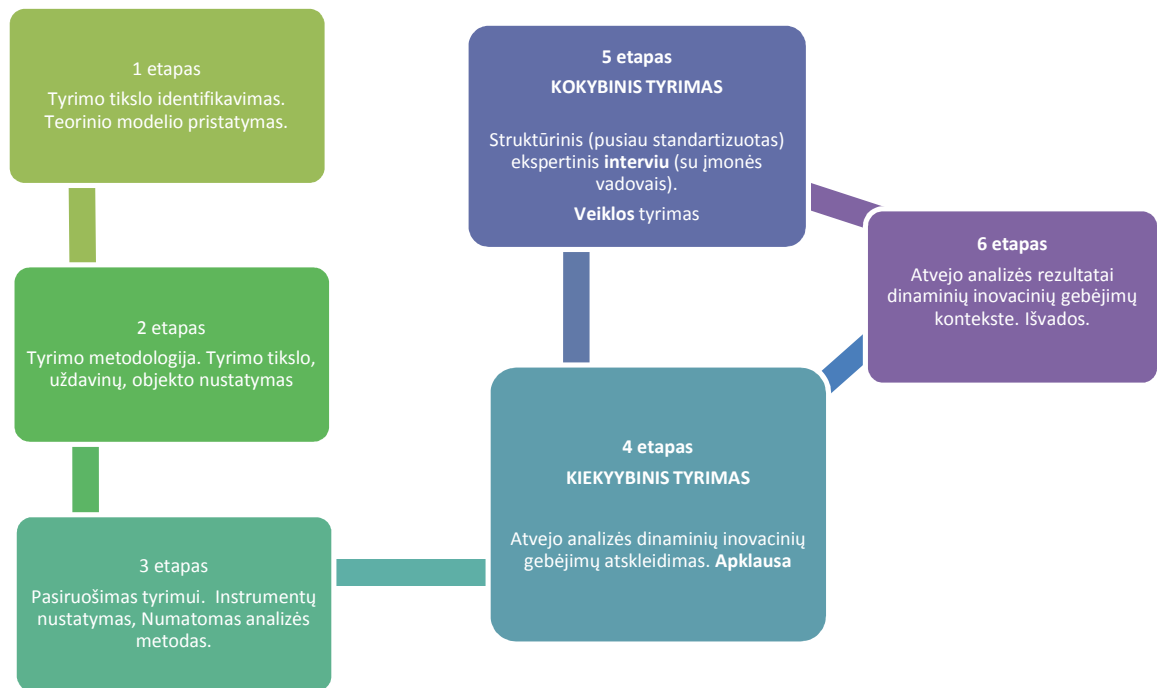 1 etapas
Tyrimo tikslo identifikavimas.
Teorinio modelio pristatymas.
2 etapas
Tyrimo metodologija. Tyrimo tikslo,
uždavinų, objekto nustatymas
3 etapas
Pasiruošimas tyrimui.  Instrumentų
nustatymas, Numatomas analizės
metodas.
4 etapas
KIEKYYBINIS TYRIMAS
Atvejo analizės dinaminių inovacinių
gebėjimų atskleidimas. Apklausa
5 etapas
KOKYBINIS TYRIMAS
Struktūrinis (pusiau standartizuotas)
ekspertinis interviu (su įmonės
vadovais).
Veiklos tyrimas
6 etapas
Atvejo analizės rezultatai
dinaminių inovacinių gebėjimų
kontekste. Išvados.